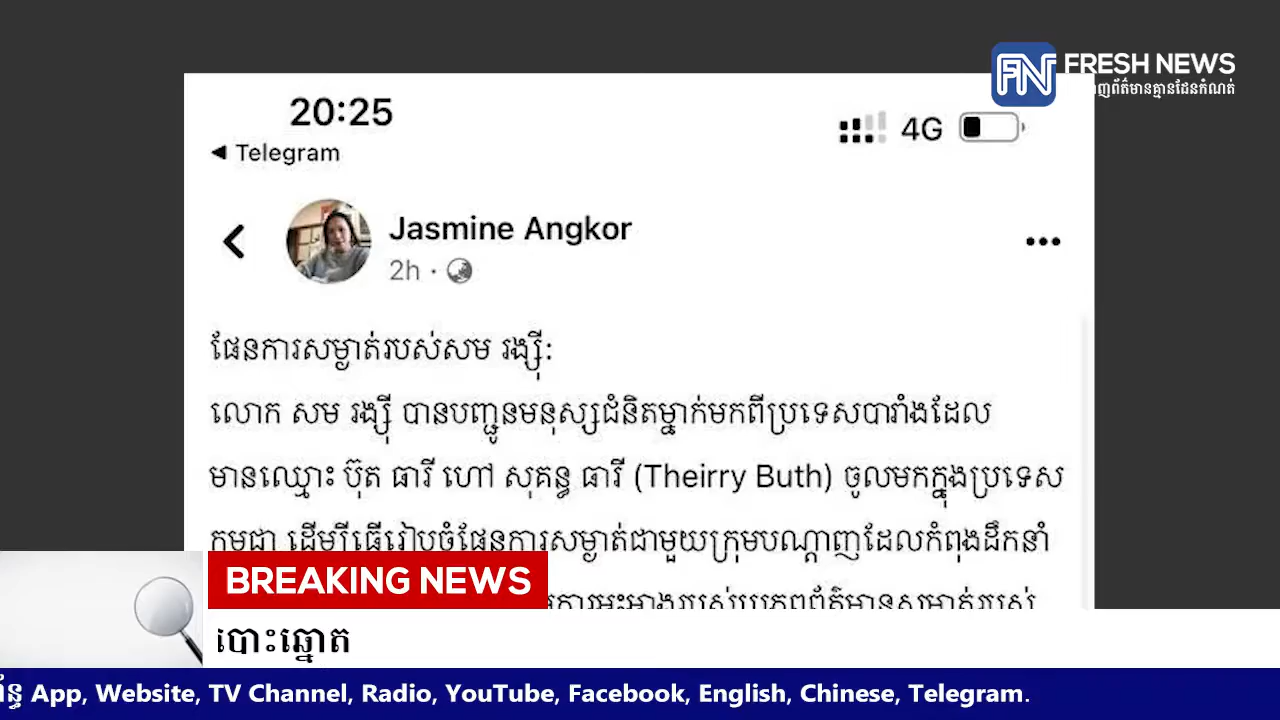 FRESH NEWS
20:25
4G
Telegram
Jasmine Angkor
2h
ផែនការសម្ងាត់របស់សម រង្ស៊ី:
លោក សម រង្ស៊ី បានបញ្ជូនមនុស្សជំនិតម្នាក់មកពីប្រទេសបារាំងដែល
មានឈ្មោះ ប៊ុត ធារី ហៅ សុគន្ធ ធារី (Theirry Buth) ចូលមកក្នុងប្រទេស
កម្ពុជា ដើម្បីធ្វើរៀបចំផែនការសម្ងាត់ជាមួយក្រុមបណ្តាញដែលកំពុងដឹកនាំ
BREAKING NEWS
បោះឆ្នោត
App, Website, TV Channel, Radio, YouTube, Facebook, English, Chinese, Telegram.